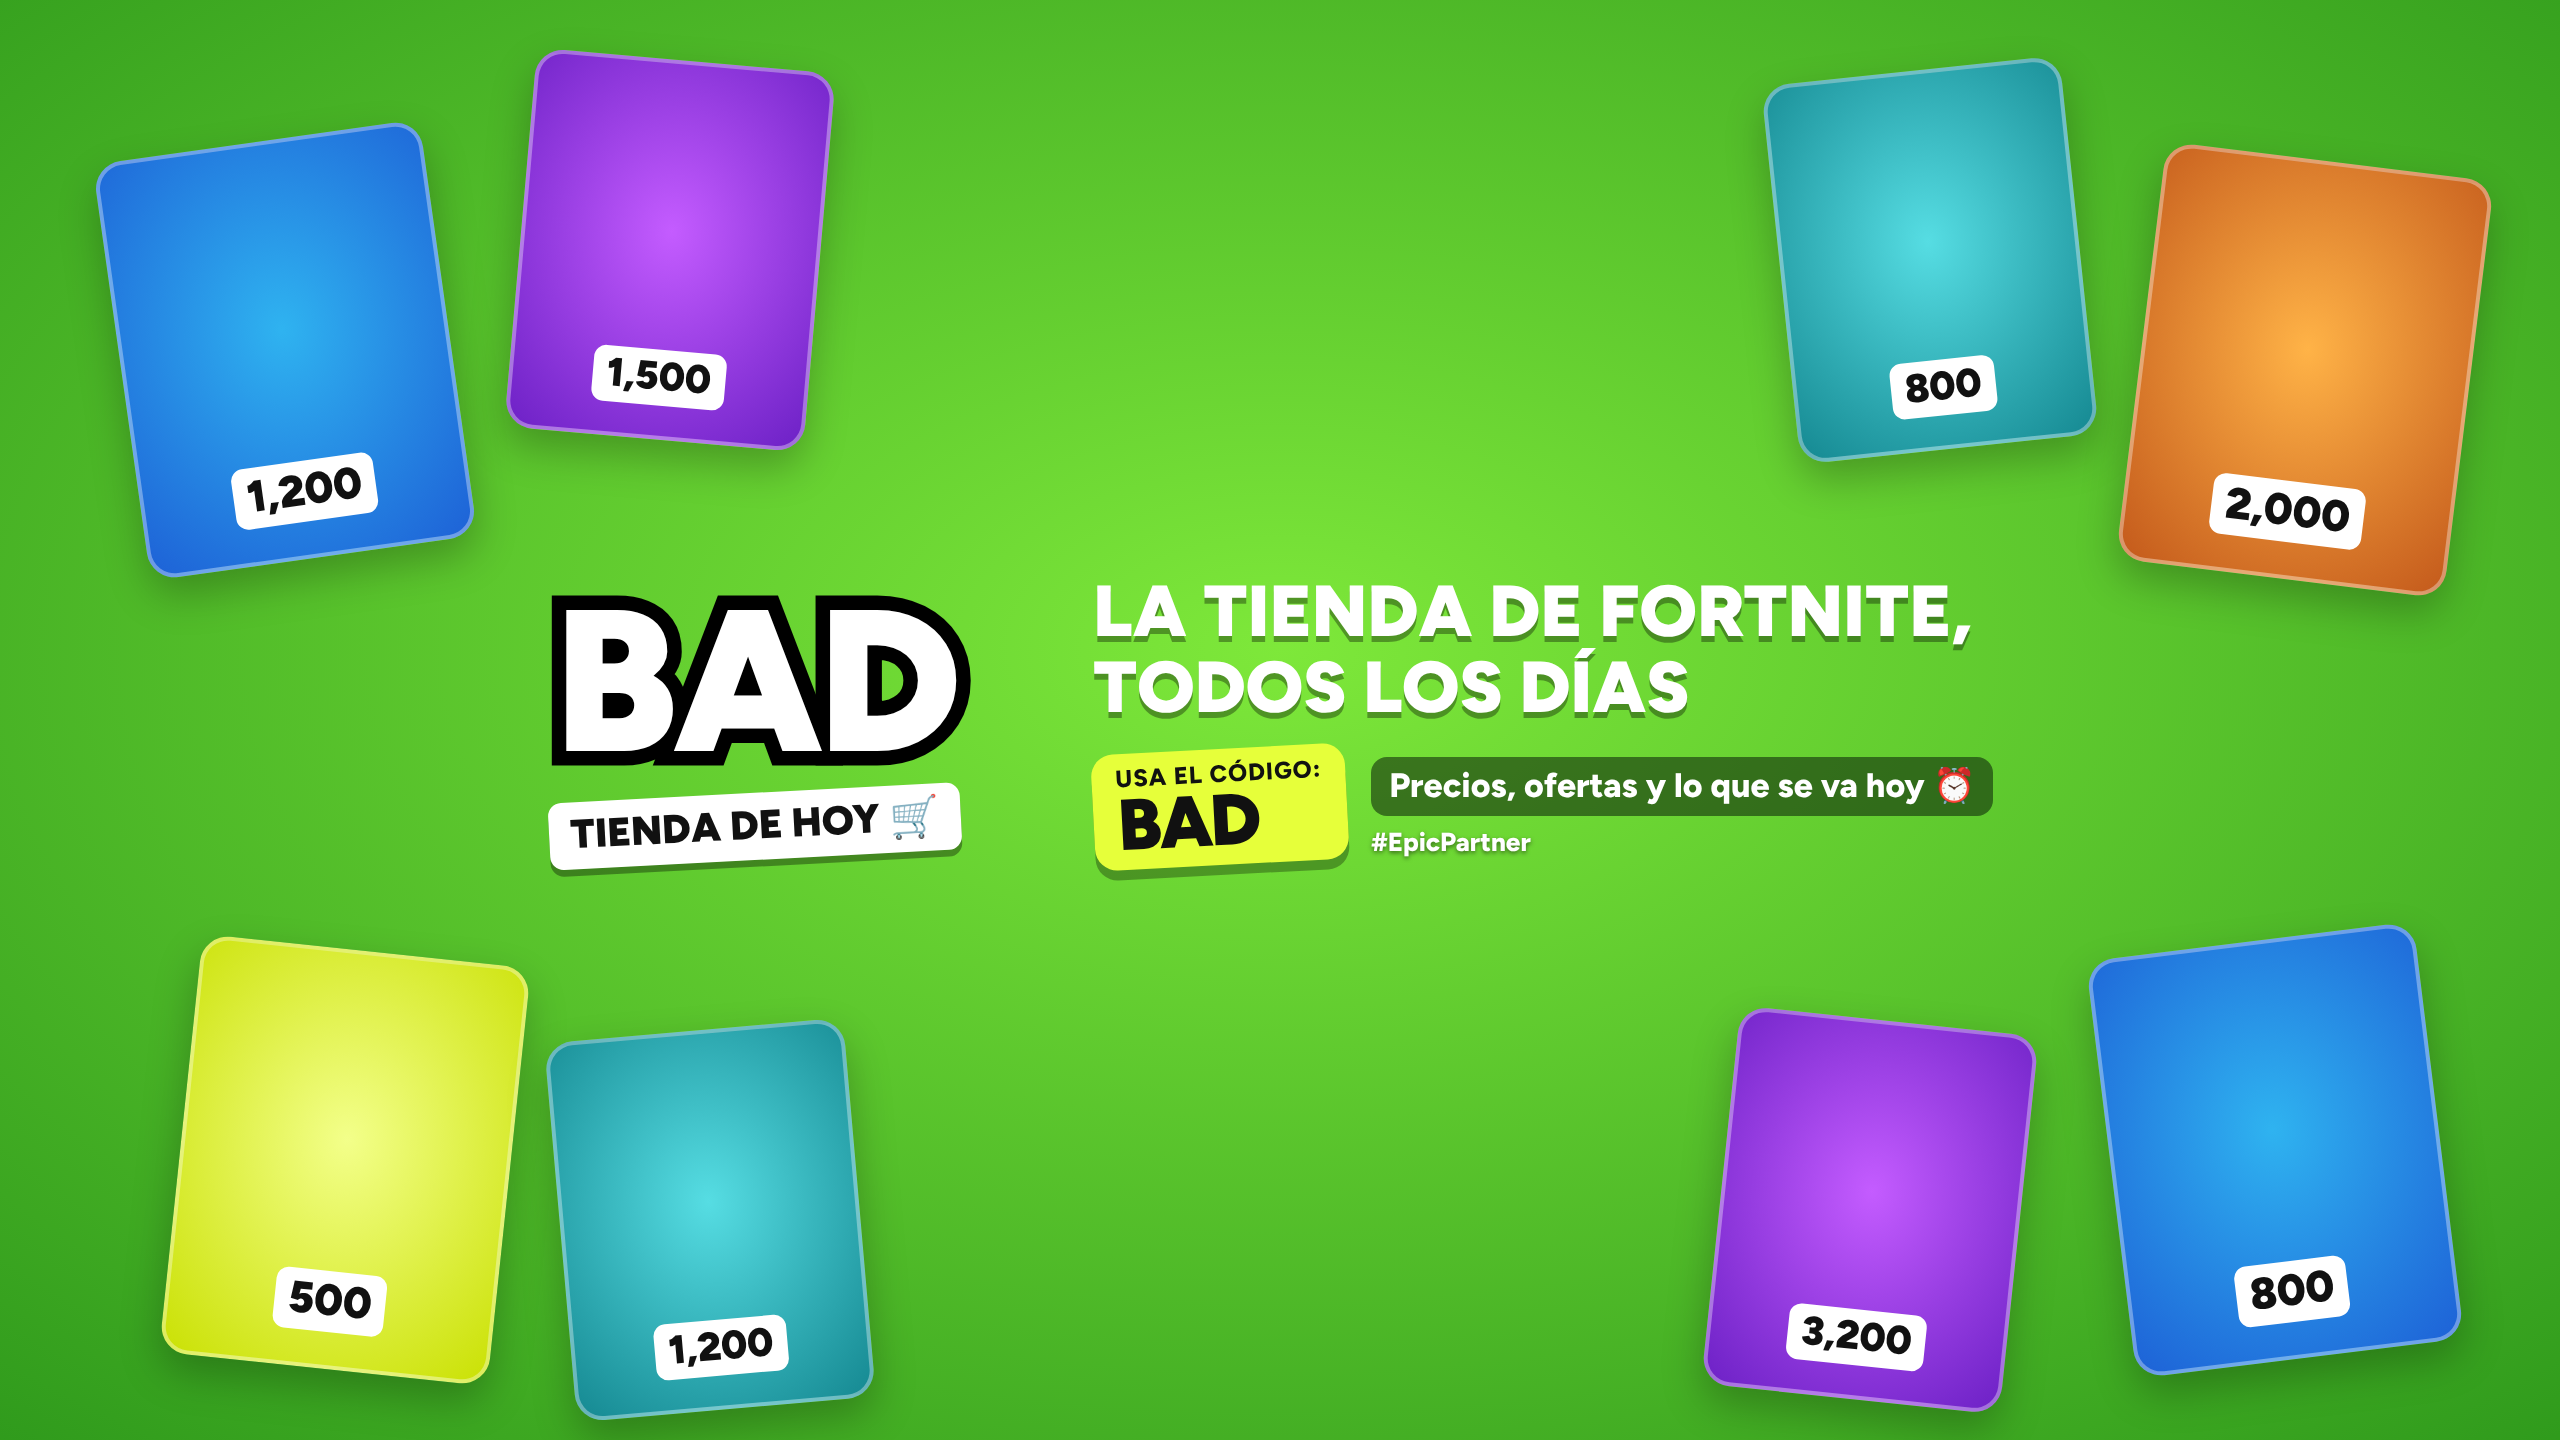 1,200
1,500
800
2,000
BAD
TIENDA DE HOY 🛒
LA TIENDA DE FORTNITE,
TODOS LOS DÍAS
USA EL CÓDIGO:
BAD
Precios, ofertas y lo que se va hoy ⏰
#EpicPartner
500
1,200
3,200
800